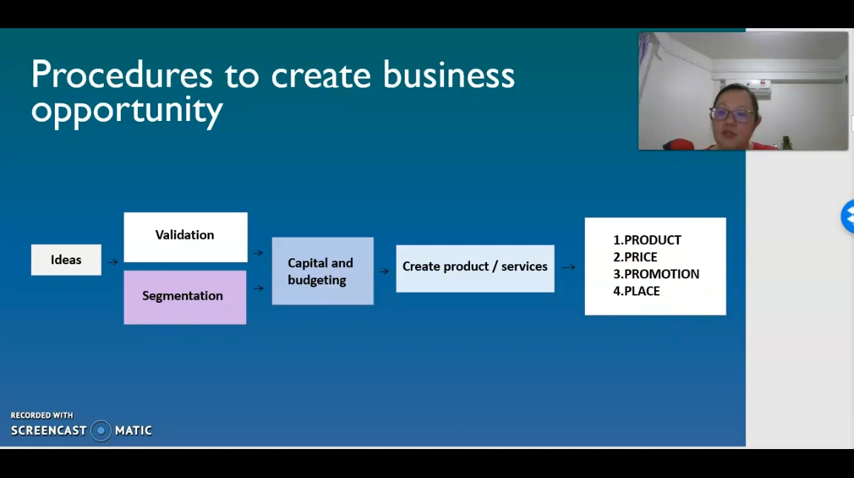 Procedures to create business
opportunity
Ideas
Validation
Segmentation
Capital and
budgeting
Create product / services
1.PRODUCT
2.PRICE
3.PROMOTION
4.PLACE
RECORDED WITH
SCREENCAST MATIC